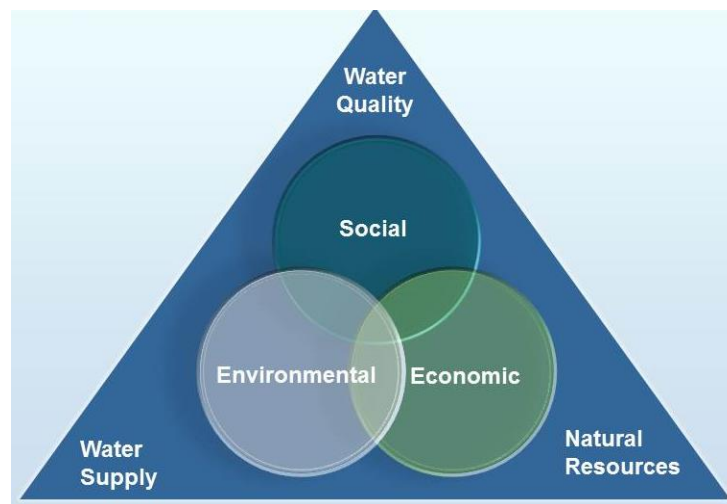 Water
Quality
Social
Environmental
Economic
Water
Supply
Natural
Resources